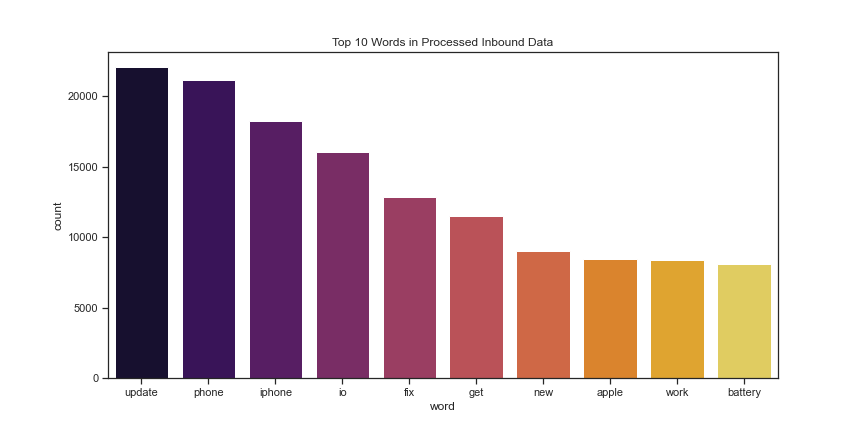 Top 10 Words in Processed Inbound Data
count
20000
15000
10000
5000
0
update phone iphone io fix get new apple work battery
word